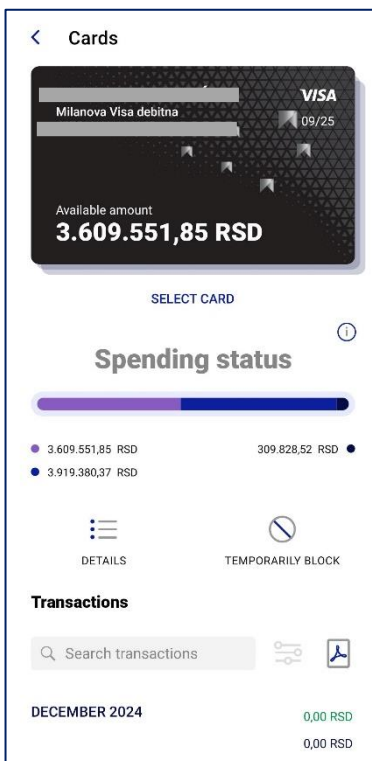 Cards
VISA
Milanova Visa debitna
09/25
Available amount
3.609.551,85 RSD
SELECT CARD
Spending status
3.609.551,85 RSD
309.828,52 RSD
3.919.380,37 RSD
DETAILS
TEMPORARILY BLOCK
Transactions
Search transactions
DECEMBER 2024
0,00 RSD
0,00 RSD